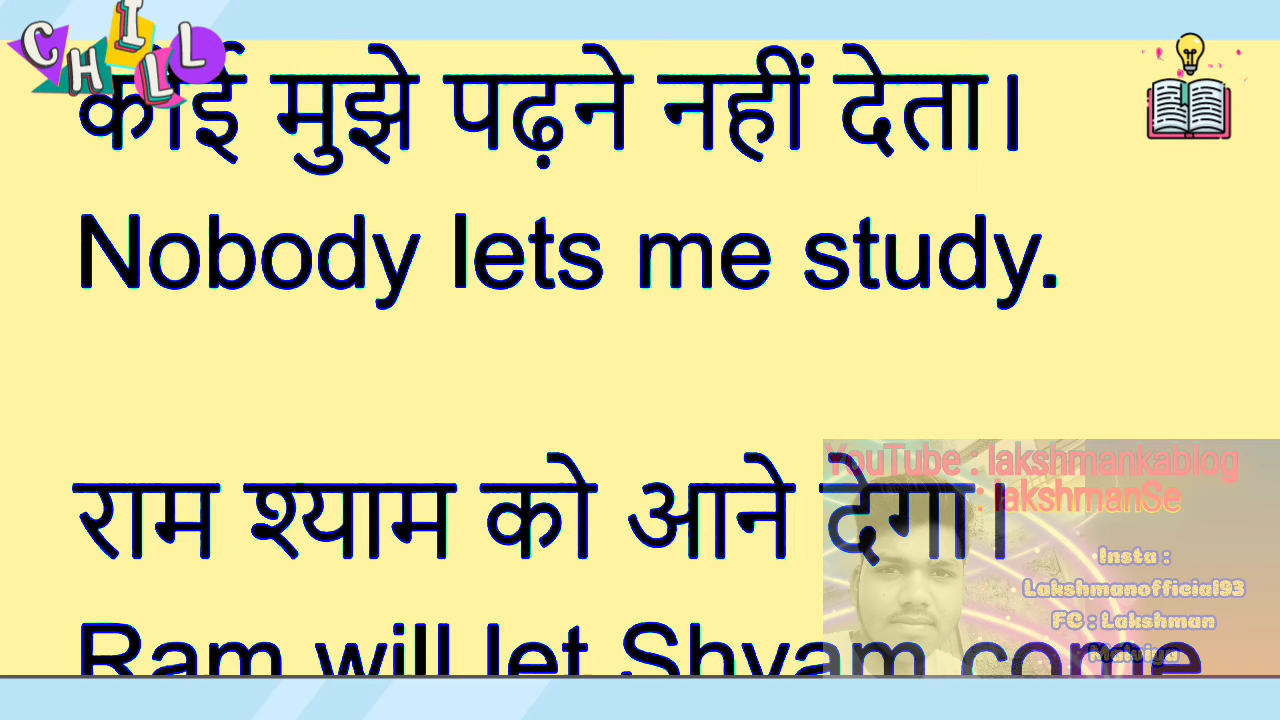 CHILL
कोई मुझे पढ़ने नहीं देता।
Nobody lets me study.
YouTube : lakshmankablog
: lakshmanSe
राम श्याम को आने देगा।
Insta :
Lakshmanofficial93
FC : Lakshman
Malviya
Ram will let Shyam come